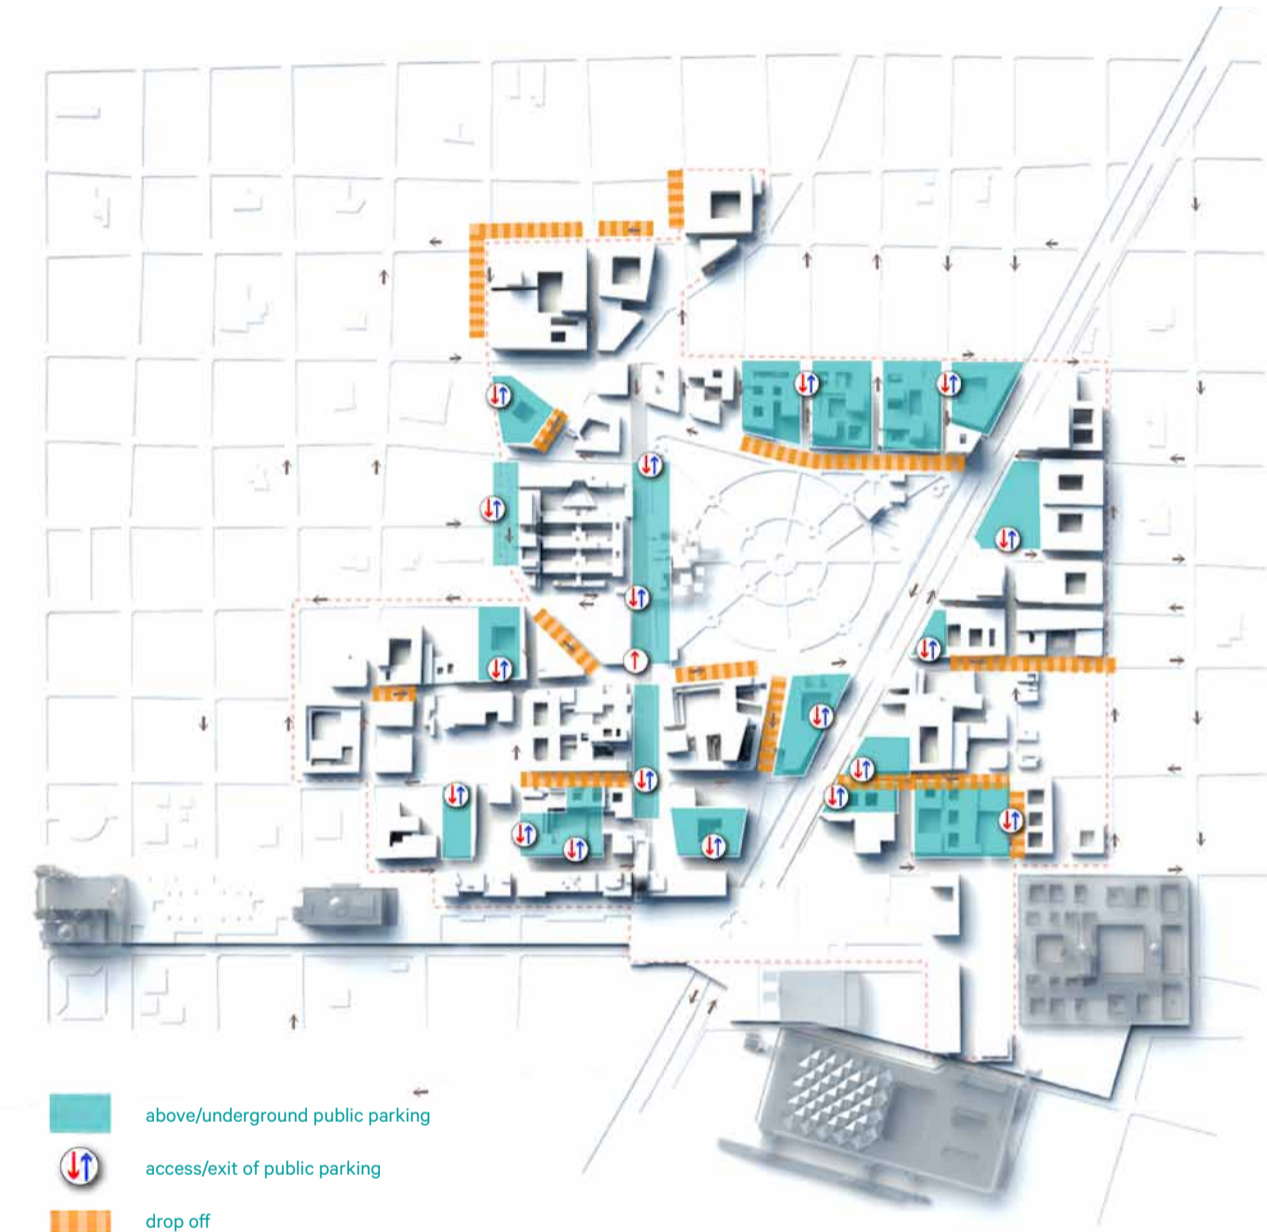 above/underground public parking
access/exit of public parking
drop off